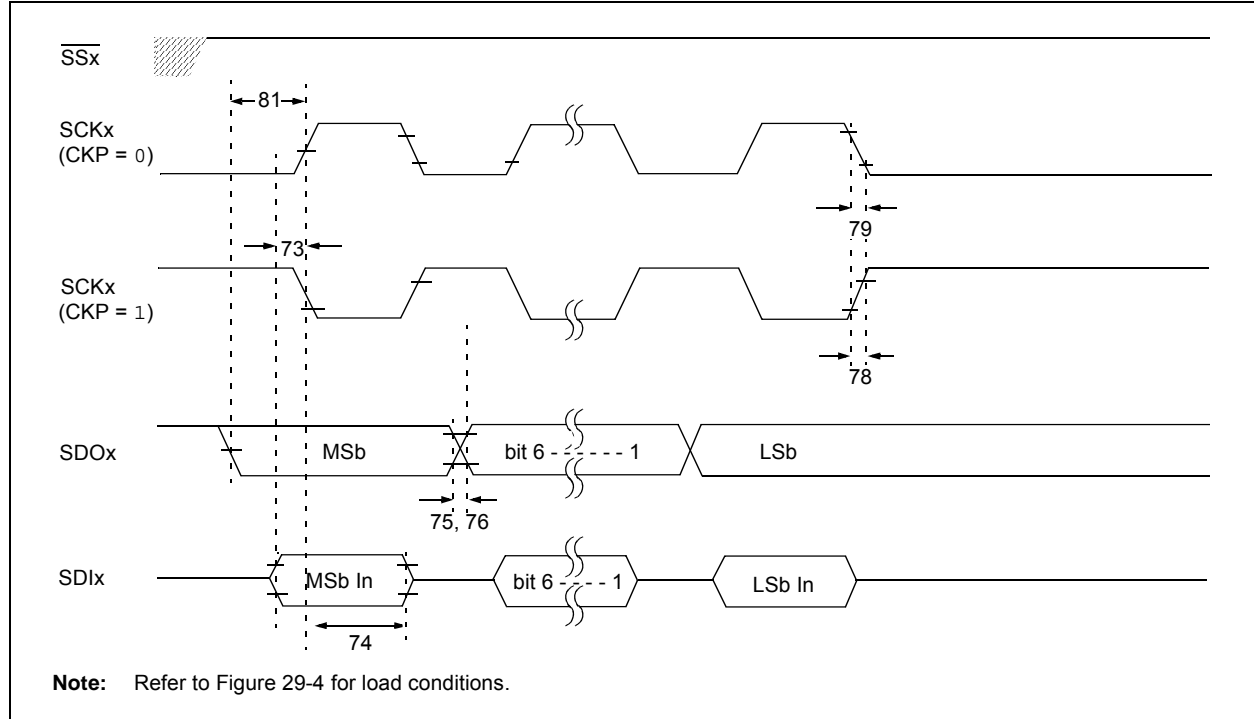 SSx
81
SCKx
(CKP = 0)
79
73
SCKx
(CKP = 1)
78
SDOx
MSb
bit 6 - - - - - - 1
LSb
75, 76
SDIx
MSb In
bit 6 - - - - 1
LSb In
74
Note: Refer to Figure 29-4 for load conditions.